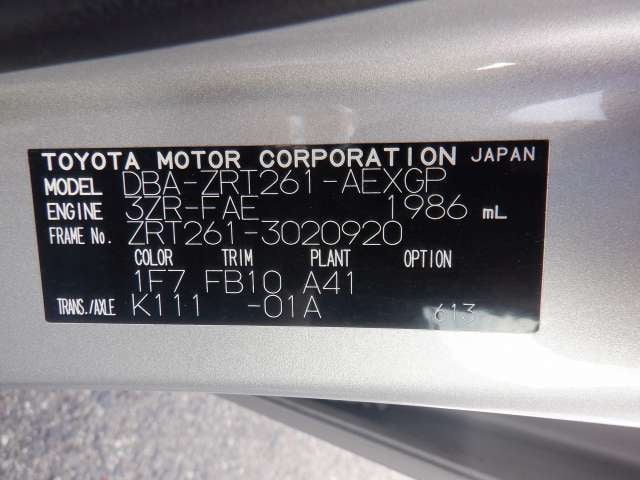 TOYOTA MOTOR CORPORATION JAPAN
MODEL DBA-ZRT261-AEXGP
ENGINE 3ZR-FAE 1986 mL
FRAME No. ZRT261-3020920
COLOR TRIM PLANT OPTION
1F7 FB10 A41
TRANS./AXLE K111 -01A 613